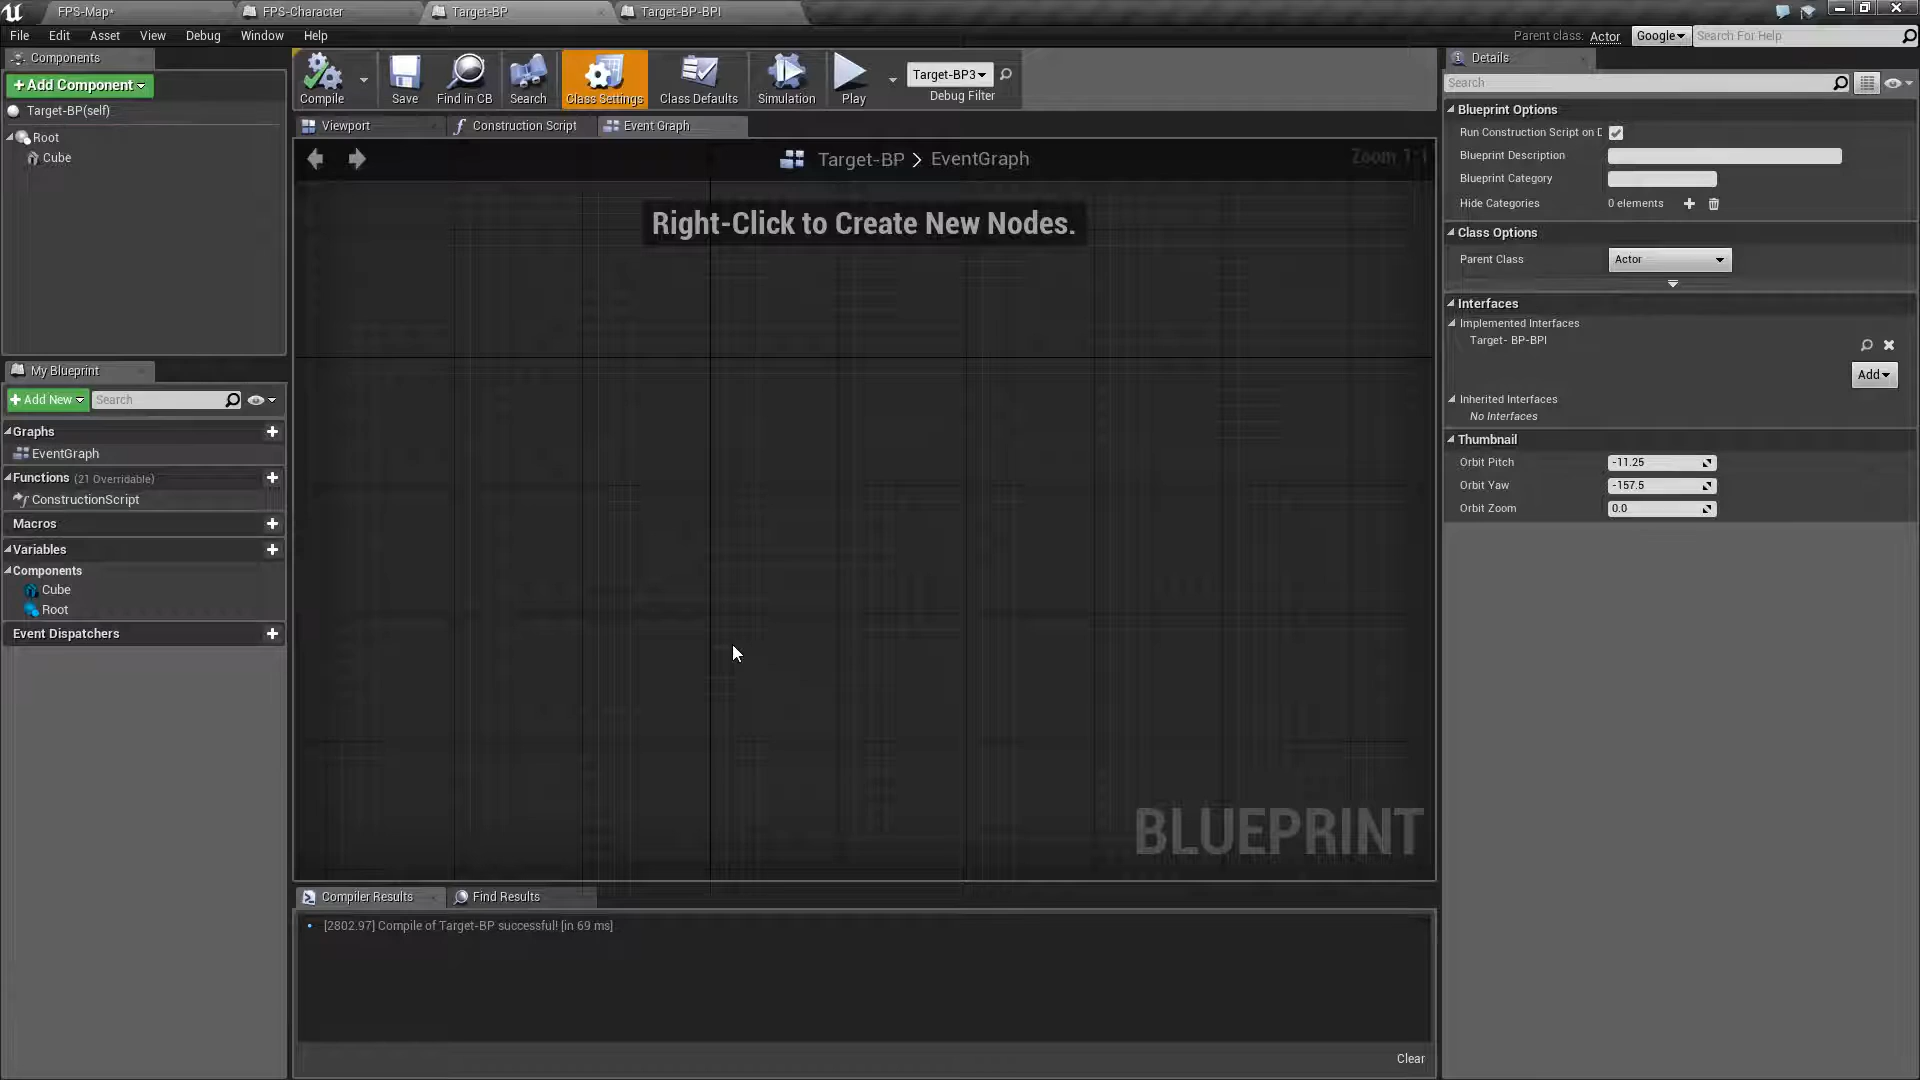 FPS-Map*
FPS-Character
Target-BP
Target-BP-BPI
File
Edit
Asset
View
Debug
Window
Help
Parent class: Actor
Google
Search For Help
Components
+ Add Component
Target-BP(self)
Root
Cube
Compile
Save
Find in CB
Search
Class Settings
Class Defaults
Simulation
Play
Target-BP3
Debug Filter
Viewport
Construction Script
Event Graph
Target-BP > EventGraph
Zoom 1:1
Right-Click to Create New Nodes.
BLUEPRINT
My Blueprint
+ Add New
Search
Graphs
EventGraph
Functions (21 Overridable)
ConstructionScript
Macros
Variables
Components
Cube
Root
Event Dispatchers
Compiler Results
Find Results
[2802.97] Compile of Target-BP successful! [in 69 ms]
Clear
Details
Search
Blueprint Options
Run Construction Script on D
Blueprint Description
Blueprint Category
Hide Categories
0 elements
Class Options
Parent Class
Actor
Interfaces
Implemented Interfaces
Target- BP-BPI
Add
Inherited Interfaces
No Interfaces
Thumbnail
Orbit Pitch
-11.25
Orbit Yaw
-157.5
Orbit Zoom
0.0